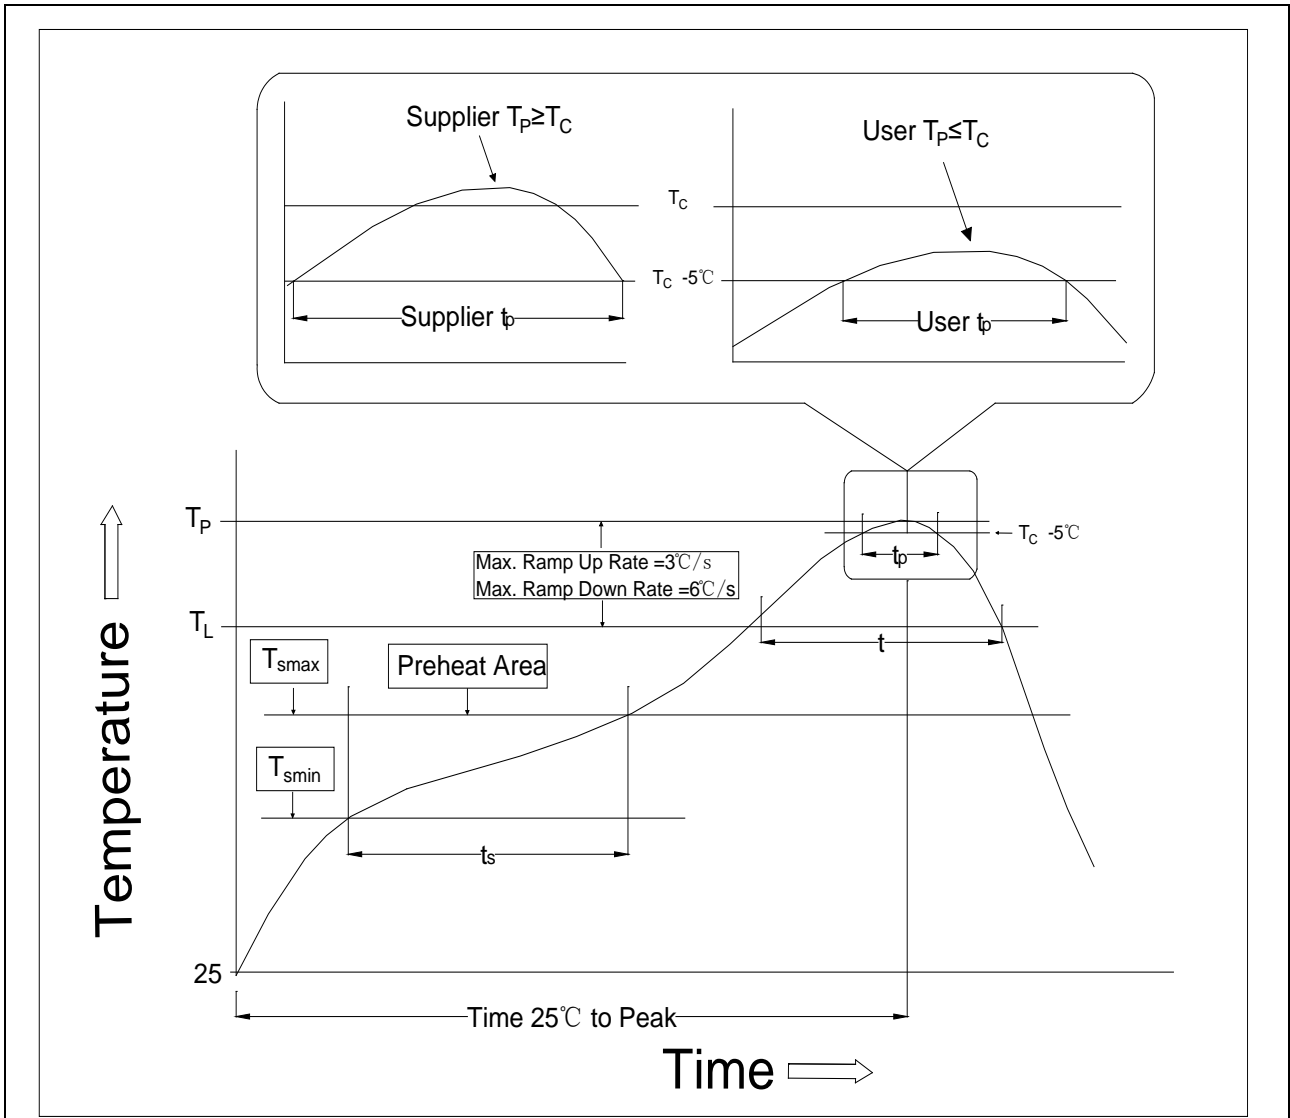 Supplier TP≥TC
User TP≤TC
TC
TC -5℃
Supplier tp
User tp
TP
TC -5℃
tp
Max. Ramp Up Rate =3℃/s
Max. Ramp Down Rate =6℃/s
TL
t
Tsmax
Preheat Area
Tsmin
ts
Temperature
25
Time 25℃ to Peak
Time